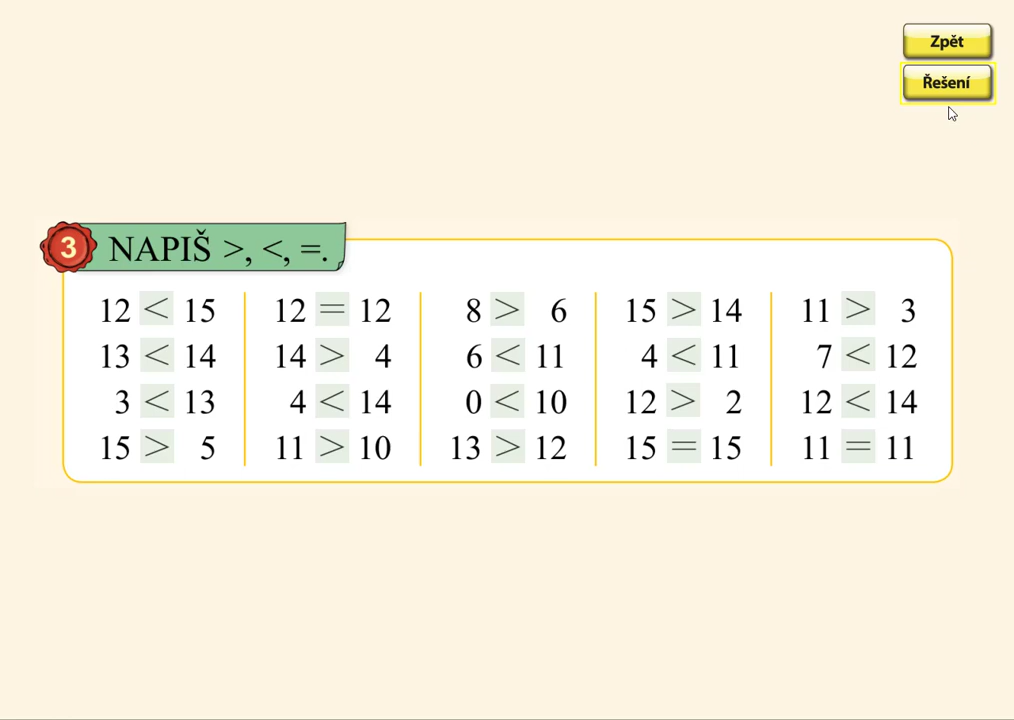 Zpět
Řešení
3 NAPIŠ >, <, =.
12 < 15 12 = 12 8 > 6 15 > 14 11 > 3
13 < 14 14 > 4 6 < 11 4 < 11 7 < 12
3 < 13 4 < 14 0 < 10 12 > 2 12 < 14
15 > 5 11 > 10 13 > 12 15 = 15 11 = 11